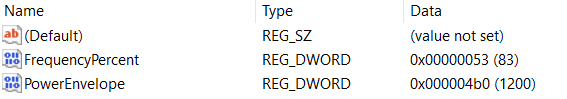 Name Type Data
(Default) REG_SZ (value not set)
FrequencyPercent REG_DWORD 0x00000053 (83)
PowerEnvelope REG_DWORD 0x000004b0 (1200)